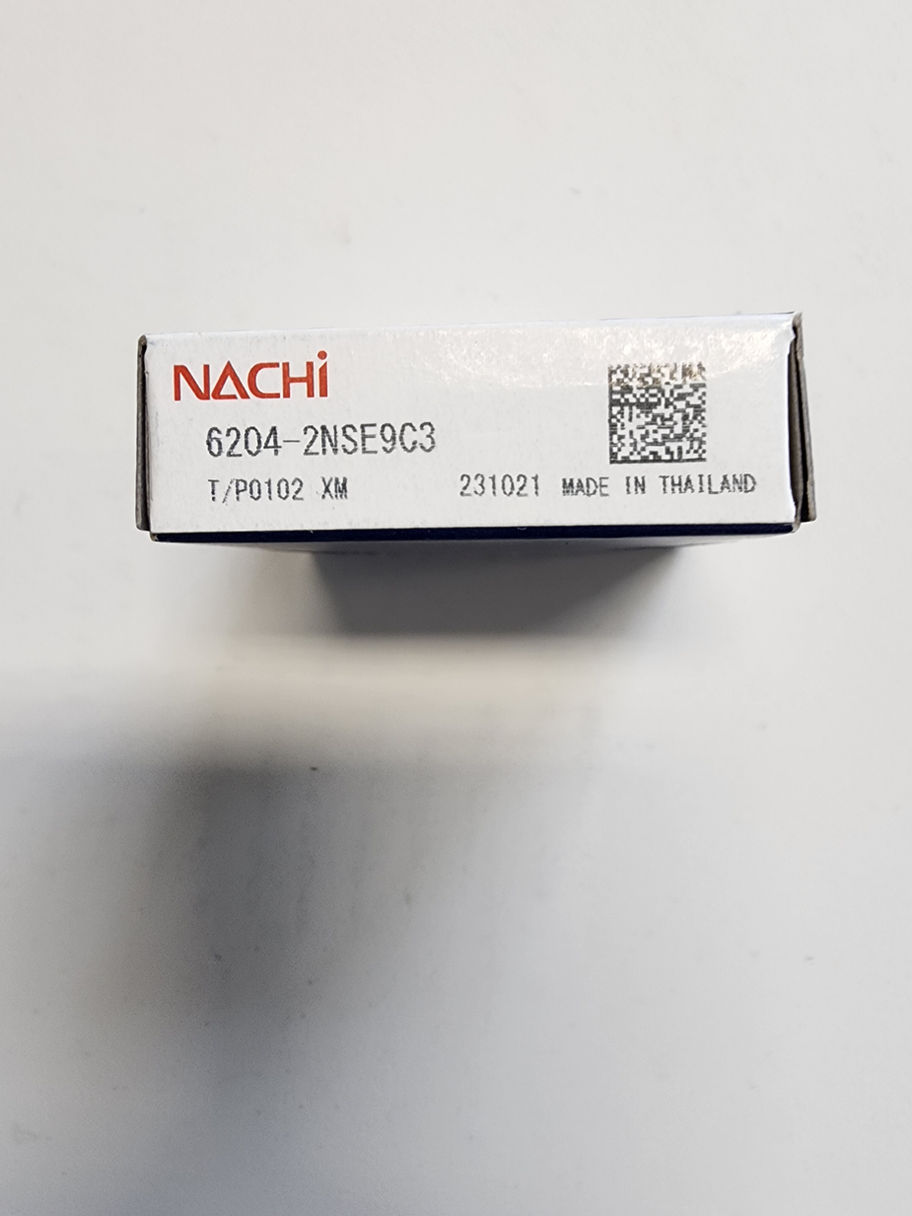 NACHi
6204-2NSE9C3
T/P0102 XM 231021 MADE IN THAILAND